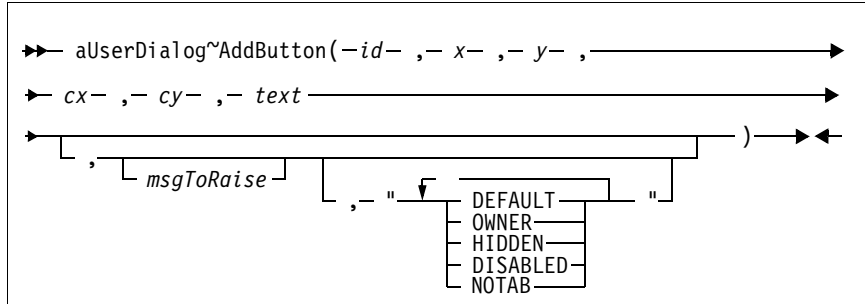 aUserDialog~AddButton( id , x , y ,
cx , cy , text
)
,
msgToRaise
, " DEFAULT "
OWNER
HIDDEN
DISABLED
NOTAB